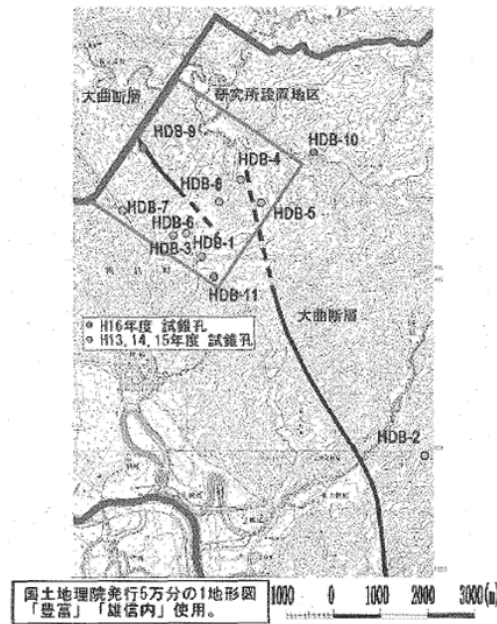 研究所設置地区
大曲断層
HDB-9
HDB-4
HDB-10
HDB-8
HDB-7
HDB-5
HDB-6
HDB-3
HDB-1
HDB-11
大曲断層
H16年度 試錐孔
H13,14,15年度 試錐孔
HDB-2
国土地理院発行5万分の1地形図
「豊富」「雄信内」使用。
1000 0 1000 2000 3000(m)